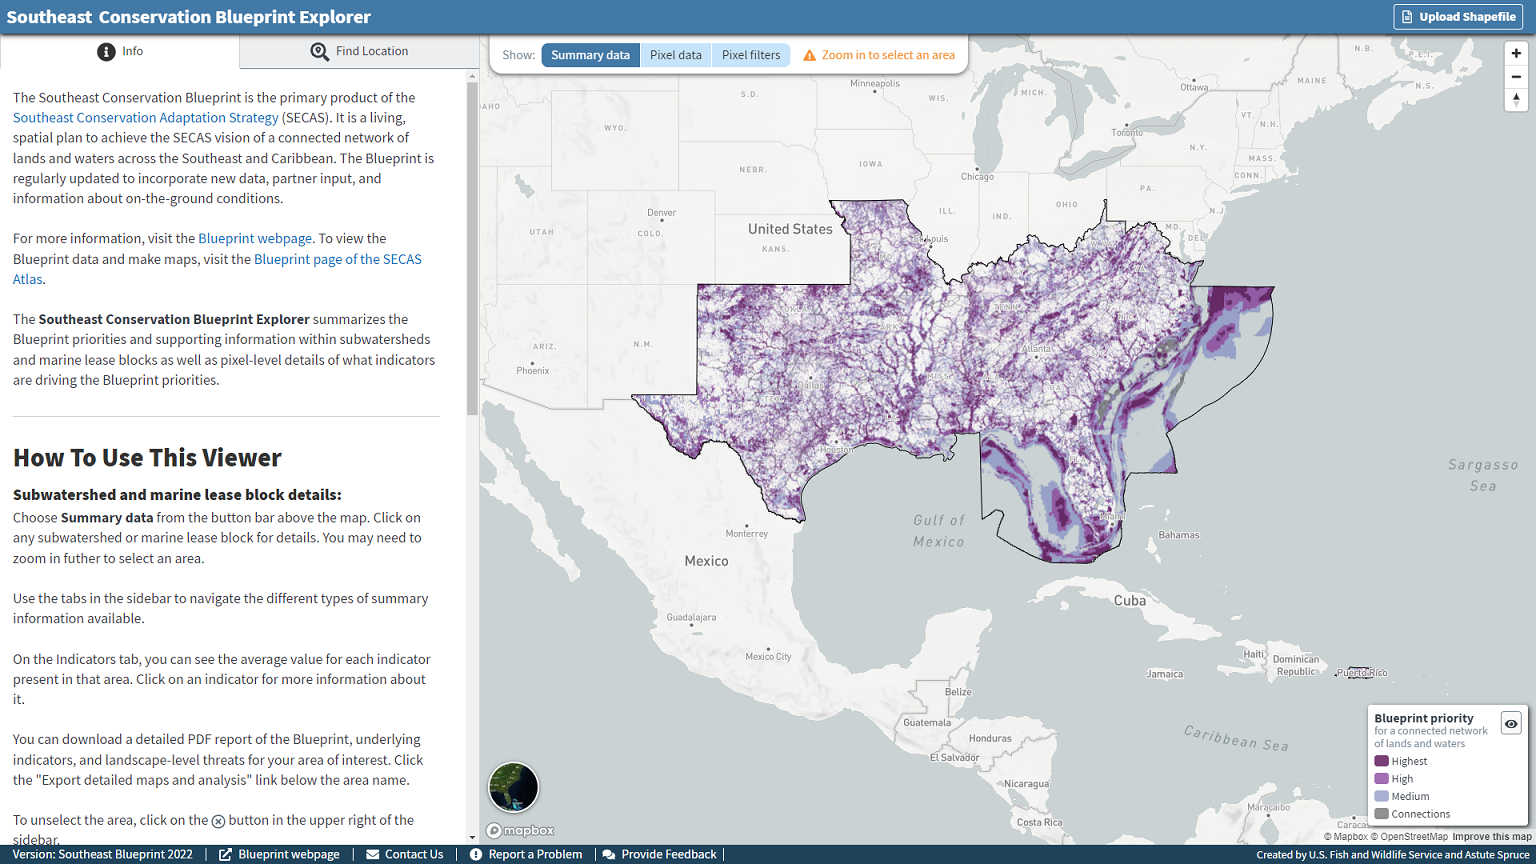 Southeast Conservation Blueprint Explorer
Upload Shapefile
Info
Find Location
Show:
Summary data
Pixel data
Pixel filters
Zoom in to select an area
The Southeast Conservation Blueprint is the primary product of the
Southeast Conservation Adaptation Strategy (SECAS). It is a living,
spatial plan to achieve the SECAS vision of a connected network of
lands and waters across the Southeast and Caribbean. The Blueprint is
regularly updated to incorporate new data, partner input, and
information about on-the-ground conditions.
For more information, visit the Blueprint webpage. To view the
Blueprint data and make maps, visit the Blueprint page of the SECAS
Atlas.
The Southeast Conservation Blueprint Explorer summarizes the
Blueprint priorities and supporting information within subwatersheds
and marine lease blocks as well as pixel-level details of what indicators
are driving the Blueprint priorities.
How To Use This Viewer
Subwatershed and marine lease block details:
Choose Summary data from the button bar above the map. Click on
any subwatershed or marine lease block for details. You may need to
zoom in futher to select an area.
Use the tabs in the sidebar to navigate the different types of summary
information available.
On the Indicators tab, you can see the average value for each indicator
present in that area. Click on an indicator for more information about
it.
You can download a detailed PDF report of the Blueprint, underlying
indicators, and landscape-level threats for your area of interest. Click
the "Export detailed maps and analysis" link below the area name.
To unselect the area, click on the button in the upper right of the
sidebar.
N.B.
P.E.I.
MAINE
N.S.
Minneapolis
Ottawa
S.D.
WIS.
MICH.
AHO
VT.
N.H.
WYO.
Toronto
N.Y.
MASS.
IOWA
NEBR.
Chicago
CONN.
PA.
OHIO
ILL.
IND.
N.J.
Denver
COLO.
UTAH
United States
KANS.
Louis
MD.
DEL.
ARIZ.
N.M.
Phoenix
Atlanta
Dallas
Houston
Sargasso
Sea
Gulf of
Mexico
Miami
Bahamas
Monterrey
Mexico
Cuba
Guadalajara
Mexico City
Haiti
Dominican
Republic
Jamaica
Puerto Rico
Belize
Guatemala
Honduras
El Salvador
Caribbean Sea
Nicaragua
Costa Rica
Maracaibo
Caracas
Blueprint priority
for a connected network
of lands and waters
Highest
High
Medium
Connections
mapbox
© Mapbox © OpenStreetMap Improve this map
Version: Southeast Blueprint 2022
Blueprint webpage
Contact Us
Report a Problem
Provide Feedback
Created by U.S. Fish and Wildlife Service and Astute Spruce